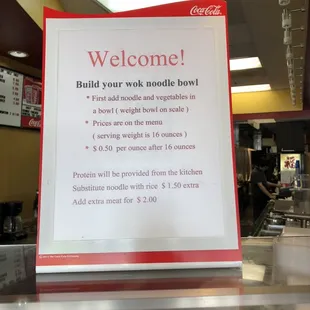 Coca-Cola
Welcome!
Build your wok noodle bowl
* First add noodle and vegetables in
a bowl ( weight bowl on scale )
* Prices are on the menu
( serving weight is 16 ounces )
* $ 0.50 per ounce after 16 ounces
Protein will be provided from the kitchen
Substitute noodle with rice $ 1.50 extra
Add extra meat for $ 2.00